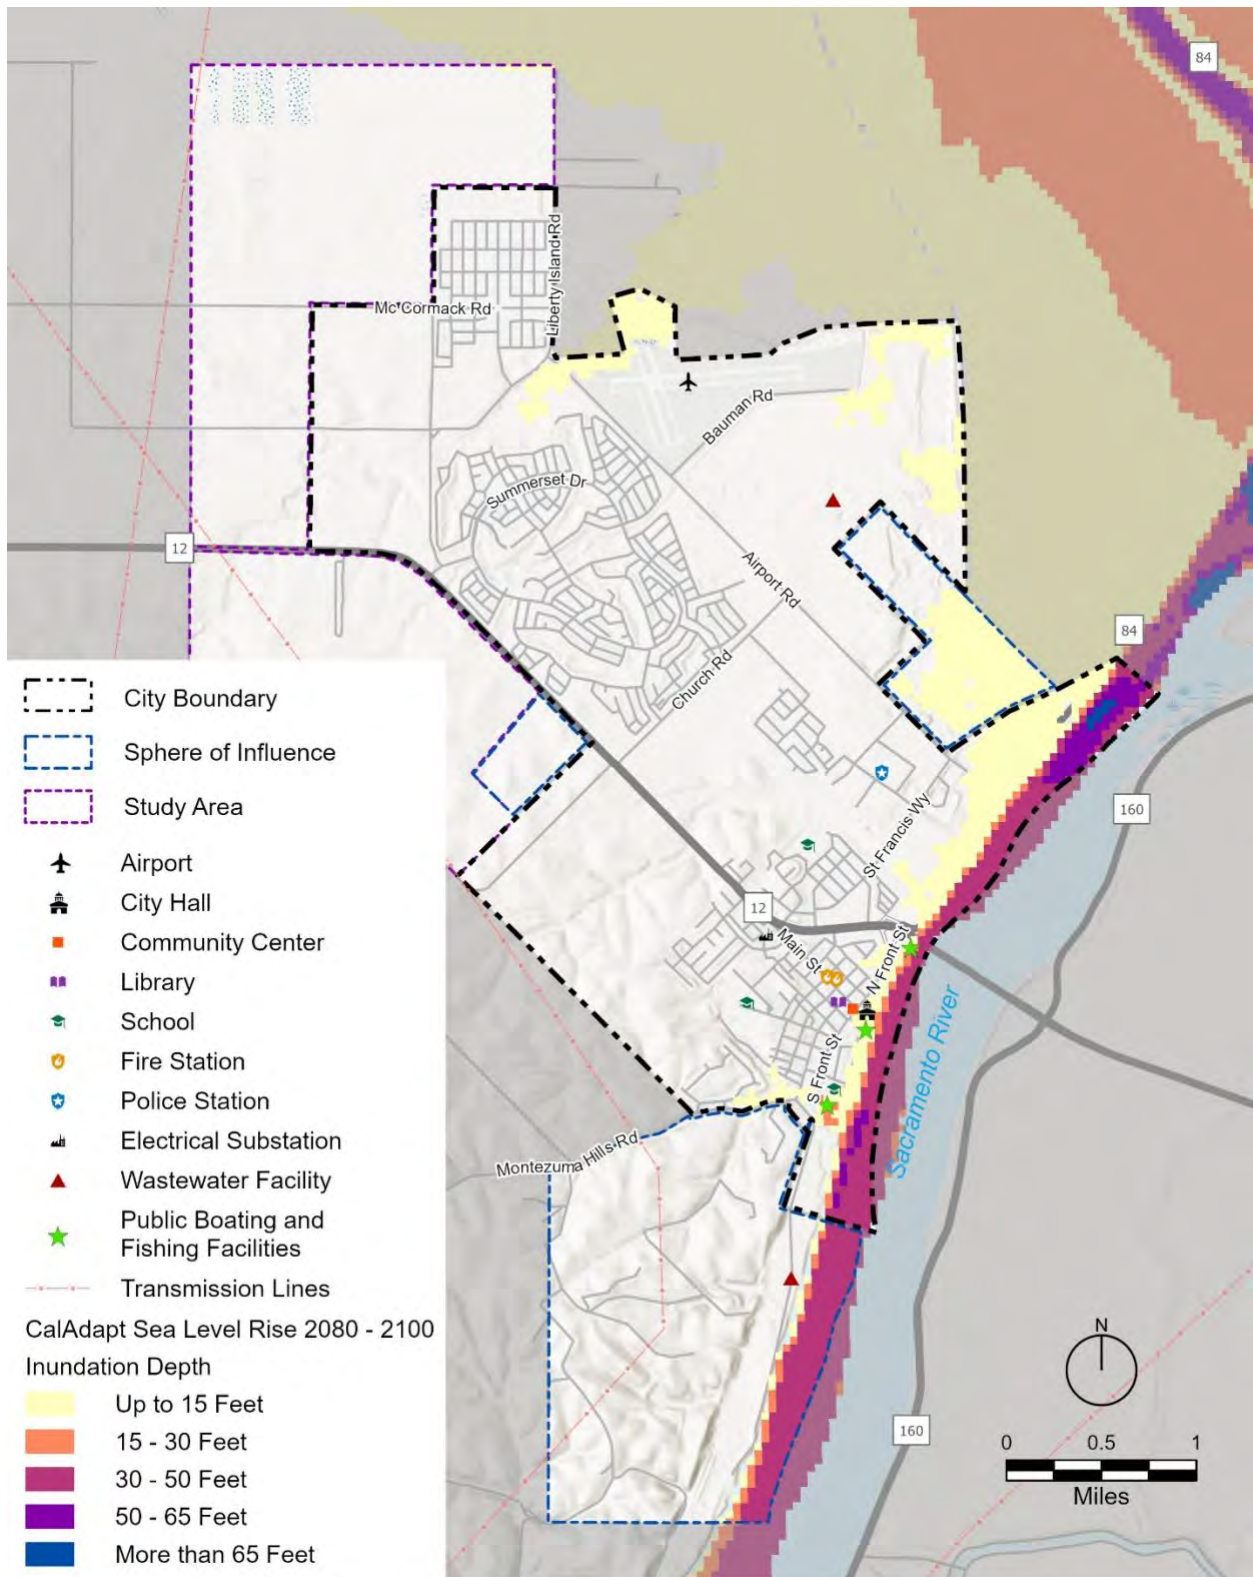 84
Liberty Island Rd
Mc Cormack Rd
Bauman Rd
Summerset Dr
12
Airport Rd
84
Church Rd
160
St Francis Wy
12
Main St
N Front St
S Front St
Sacramento River
Montezuma Hills Rd
160
City Boundary
Sphere of Influence
Study Area
Airport
City Hall
Community Center
Library
School
Fire Station
Police Station
Electrical Substation
Wastewater Facility
Public Boating and
Fishing Facilities
Transmission Lines
CalAdapt Sea Level Rise 2080 - 2100
Inundation Depth
Up to 15 Feet
15 - 30 Feet
30 - 50 Feet
50 - 65 Feet
More than 65 Feet
N
0 0.5 1
Miles